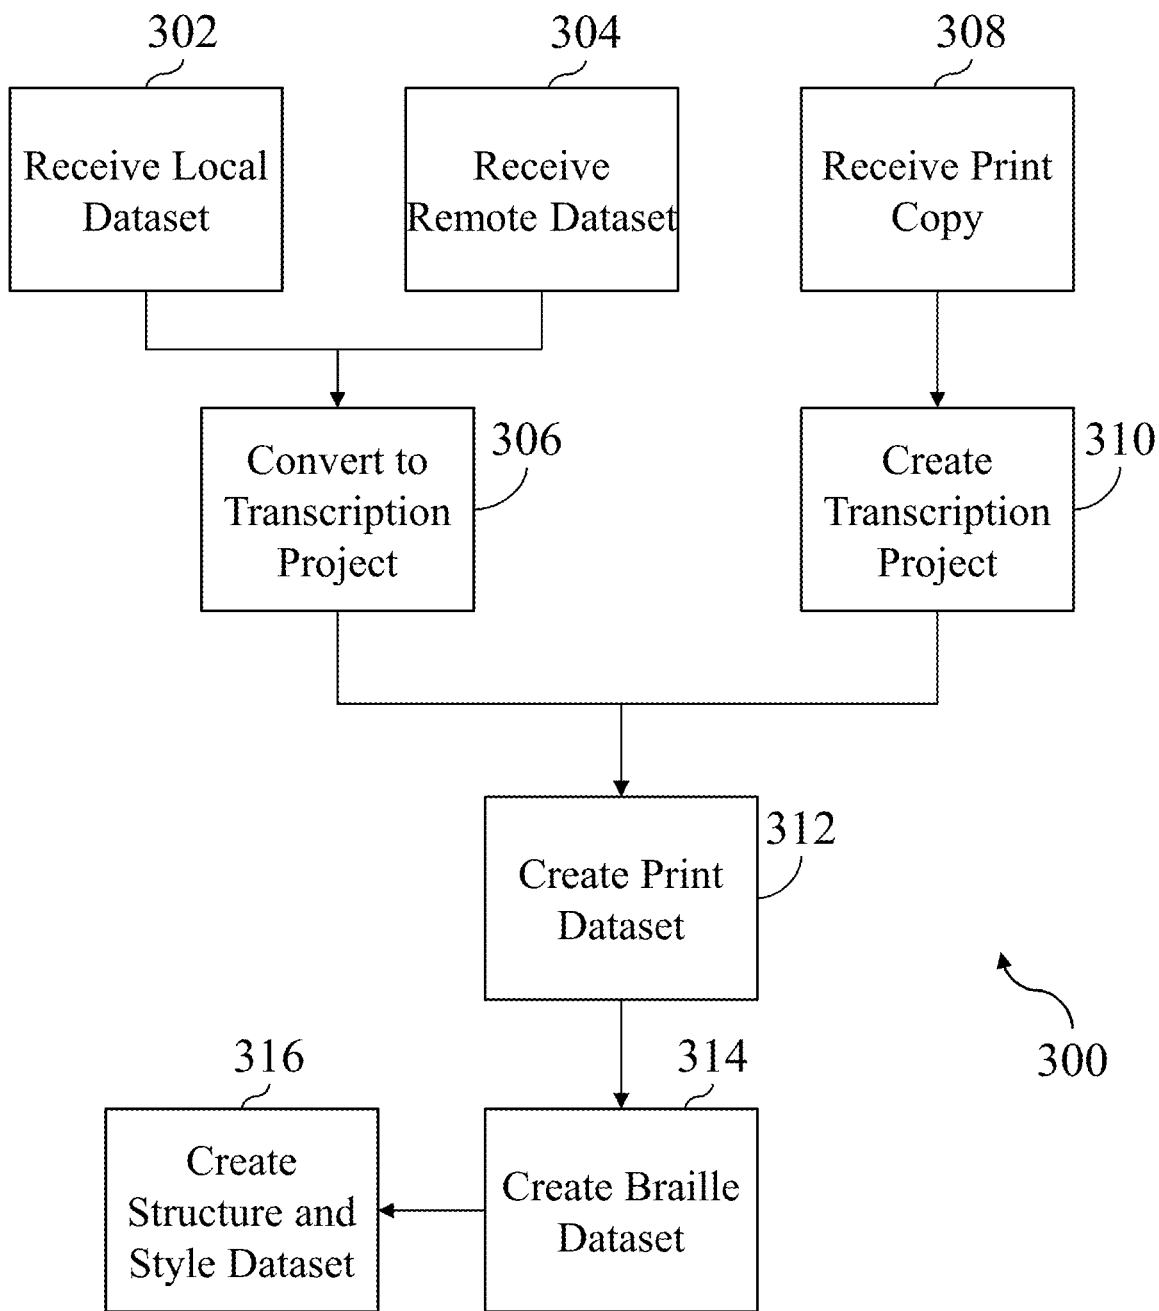 302
304
308
Receive Local
Dataset
Receive
Remote Dataset
Receive Print
Copy
306
Convert to
Transcription
Project
310
Create
Transcription
Project
312
Create Print
Dataset
300
316
314
Create
Structure and
Style Dataset
Create Braille
Dataset